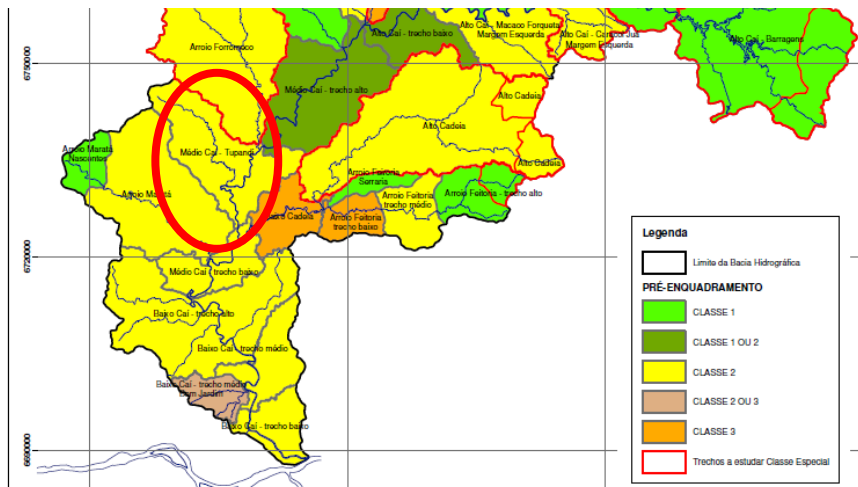 Alto Caí - Macaco Forqueta
Margem Esquerda
Alto Caí - trecho baixo
Alto Caí - Caracol Juá
Margem Esquerda
Alto Caí - Barragens
Arroio Forromeco
6760000
Médio Caí - trecho alto
Alto Cadeia
Alto Cadeia
Alto Cadeia
Arroio Maratá
Nascentes
Médio Caí - Tupandi
Arroio Feitoria
Serraria
Arroio Maratá
Arroio Feitoria
trecho médio
Arroio Feitoria - trecho alto
Baixo Cadeia
Arroio Feitoria
trecho baixo
6720000
Médio Caí - trecho baixo
Baixo Caí - trecho alto
Baixo Caí - trecho médio
Baixo Caí - trecho médio
Bom Jardim
Baixo Caí - trecho baixo
Legenda
Limite da Bacia Hidrográfica
PRÉ-ENQUADRAMENTO
CLASSE 1
CLASSE 1 OU 2
CLASSE 2
CLASSE 2 OU 3
CLASSE 3
Trechos a estudar Classe Especial